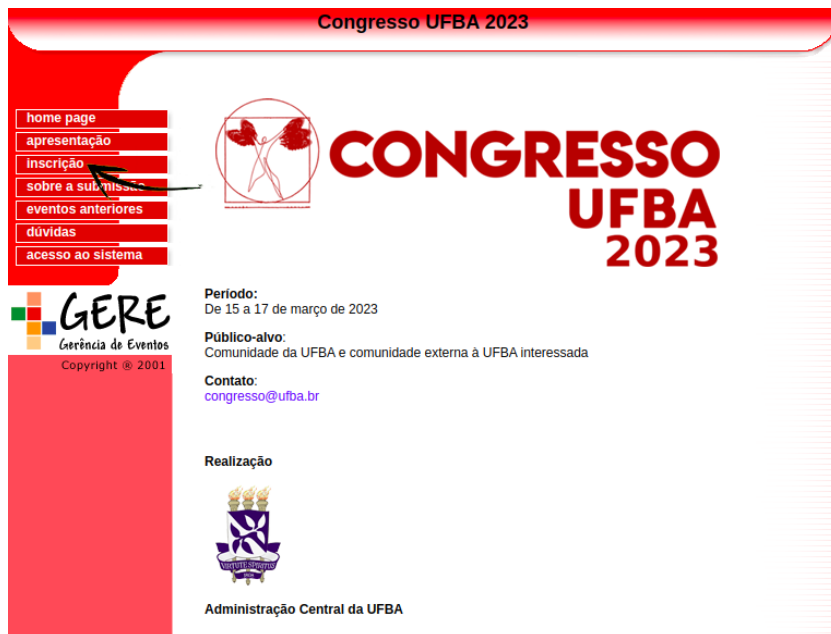 Congresso UFBA 2023
home page
apresentação
inscrição
sobre a submissão
eventos anteriores
dúvidas
acesso ao sistema
GERE
Gerência de Eventos
Copyright ® 2001
CONGRESSO
UFBA
2023
Período:
De 15 a 17 de março de 2023
Público-alvo:
Comunidade da UFBA e comunidade externa à UFBA interessada
Contato:
congresso@ufba.br
Realização
VIRTUTE SPIRITUS
Administração Central da UFBA